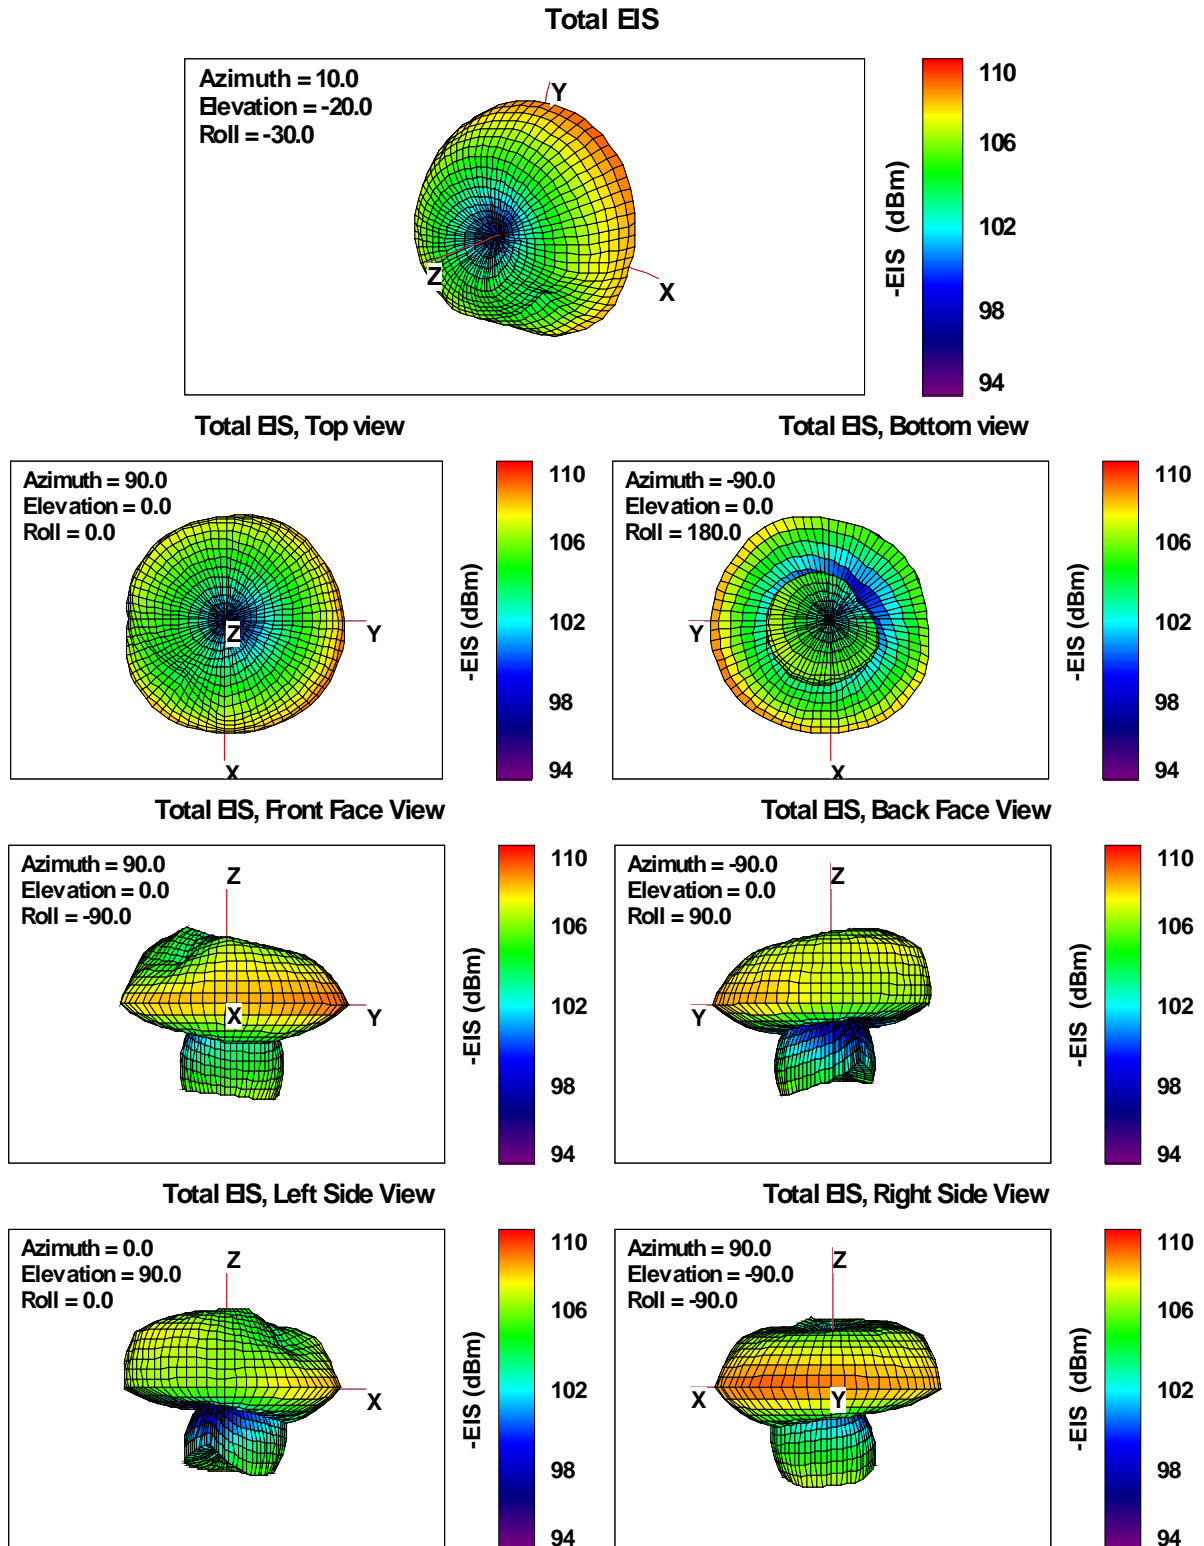 Total EIS
Azimuth = 10.0
Elevation = -20.0
Roll = -30.0
Y
Z
X
110
106
102
98
94
-EIS (dBm)
Total EIS, Top view
Azimuth = 90.0
Elevation = 0.0
Roll = 0.0
Z
Y
X
110
106
102
98
94
-EIS (dBm)
Total EIS, Bottom view
Azimuth = -90.0
Elevation = 0.0
Roll = 180.0
Y
X
110
106
102
98
94
-EIS (dBm)
Total EIS, Front Face View
Azimuth = 90.0
Elevation = 0.0
Roll = -90.0
Z
X
Y
110
106
102
98
94
-EIS (dBm)
Total EIS, Back Face View
Azimuth = -90.0
Elevation = 0.0
Roll = 90.0
Z
Y
110
106
102
98
94
-EIS (dBm)
Total EIS, Left Side View
Azimuth = 0.0
Elevation = 90.0
Roll = 0.0
Z
X
110
106
102
98
94
-EIS (dBm)
Total EIS, Right Side View
Azimuth = 90.0
Elevation = -90.0
Roll = -90.0
Z
X
Y
110
106
102
98
94
-EIS (dBm)